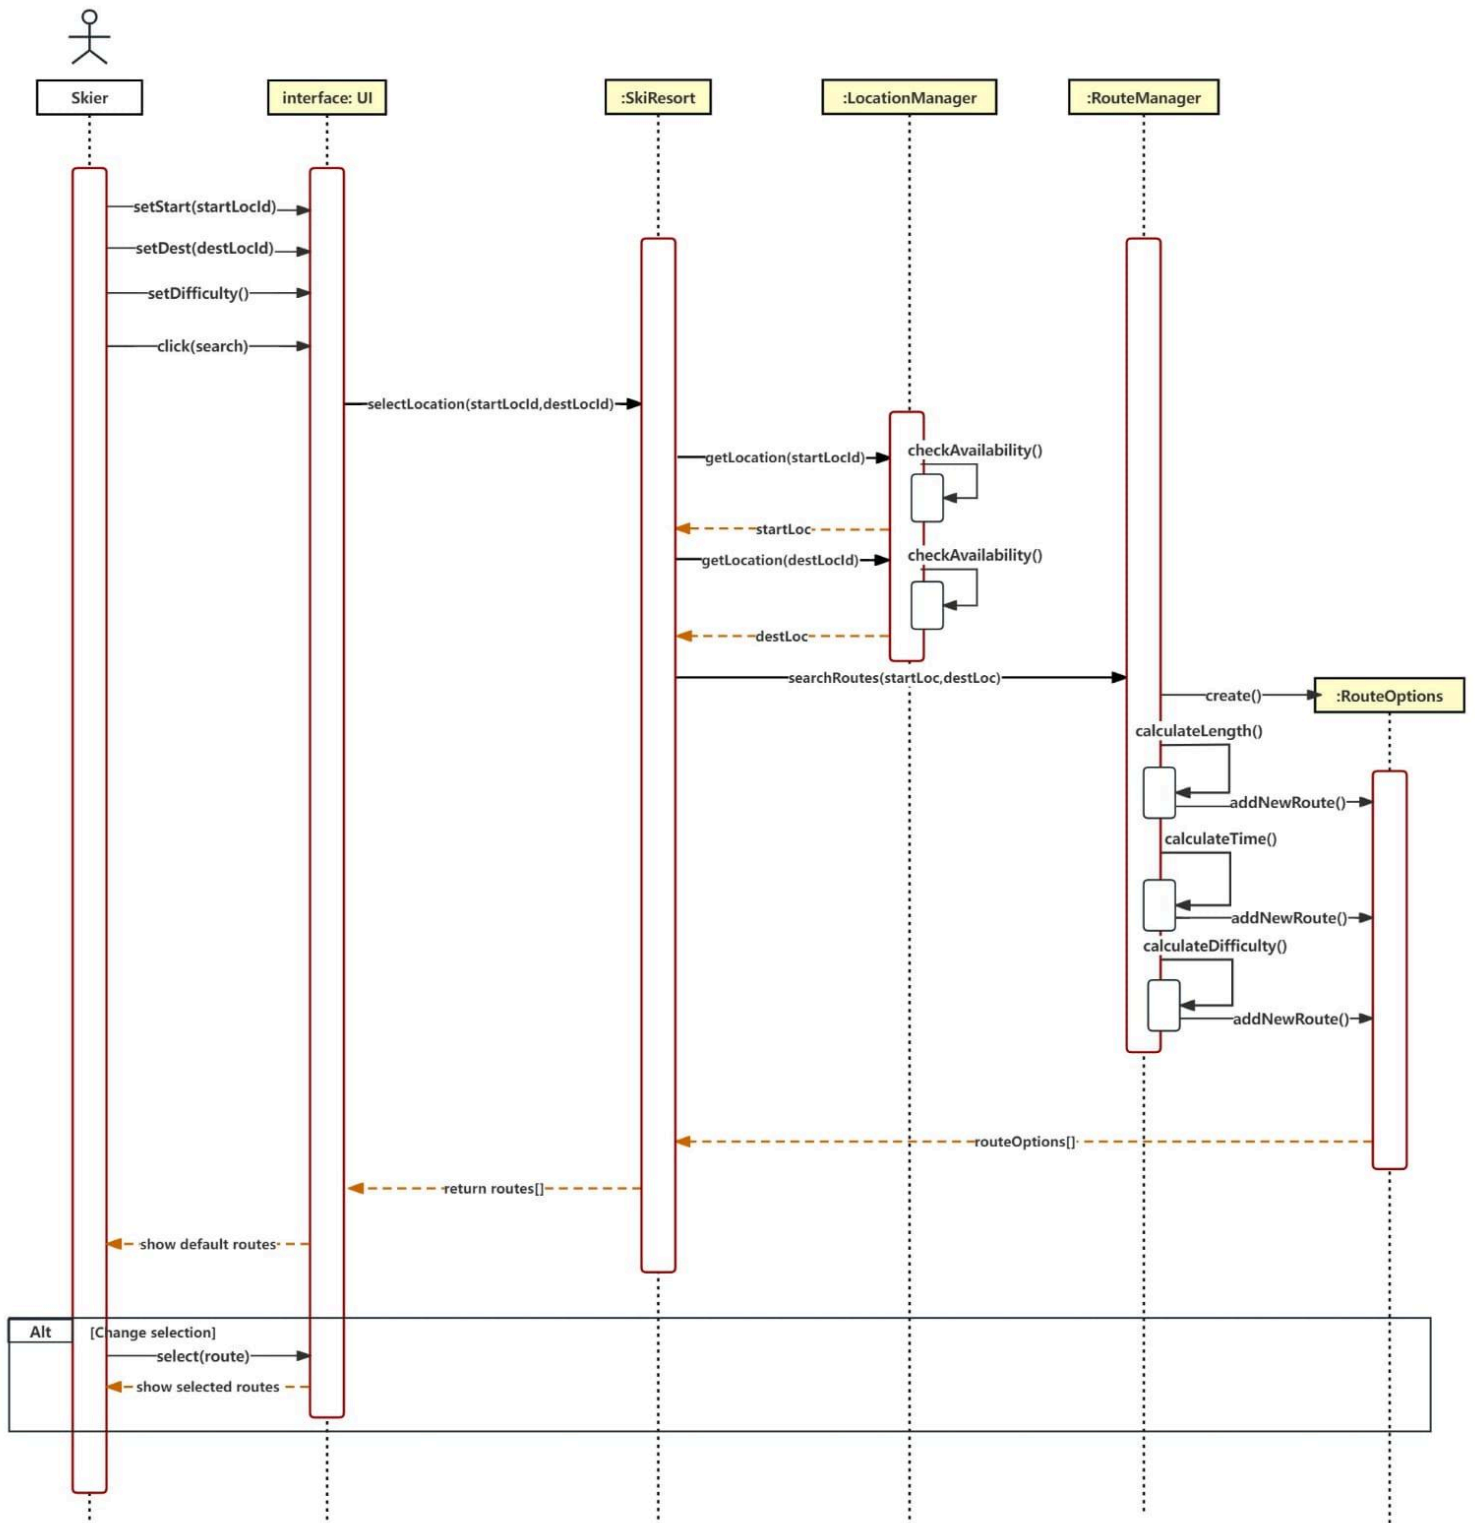 Skier
interface: UI
:SkiResort
:LocationManager
:RouteManager
setStart(startLocId)
setDest(destLocId)
setDifficulty()
click(search)
selectLocation(startLocId,destLocId)
checkAvailability()
getLocation(startLocId)
startLoc
checkAvailability()
getLocation(destLocId)
destLoc
searchRoutes(startLoc,destLoc)
create()
:RouteOptions
calculateLength()
addNewRoute()
calculateTime()
addNewRoute()
calculateDifficulty()
addNewRoute()
routeOptions[]
return routes[]
show default routes
Alt
[Change selection]
select(route)
show selected routes